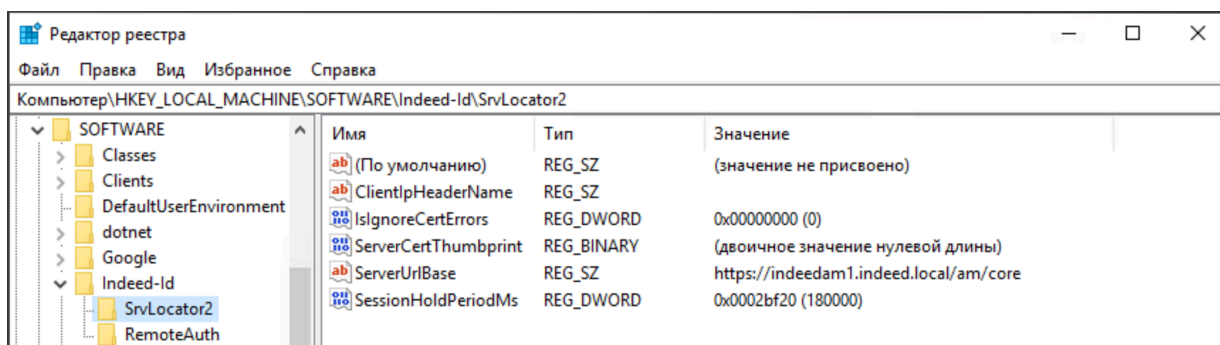 Редактор реестра
Файл Правка Вид Избранное Справка
Компьютер\HKEY_LOCAL_MACHINE\SOFTWARE\Indeed-Id\SrvLocator2
SOFTWARE
Classes
Clients
DefaultUserEnvironment
dotnet
Google
Indeed-Id
SrvLocator2
RemoteAuth
Имя Тип Значение
(По умолчанию) REG_SZ (значение не присвоено)
ClientIpHeaderName REG_SZ
IsIgnoreCertErrors REG_DWORD 0x00000000 (0)
ServerCertThumbprint REG_BINARY (двоичное значение нулевой длины)
ServerUrlBase REG_SZ https://indeedam1.indeed.local/am/core
SessionHoldPeriodMs REG_DWORD 0x0002bf20 (180000)